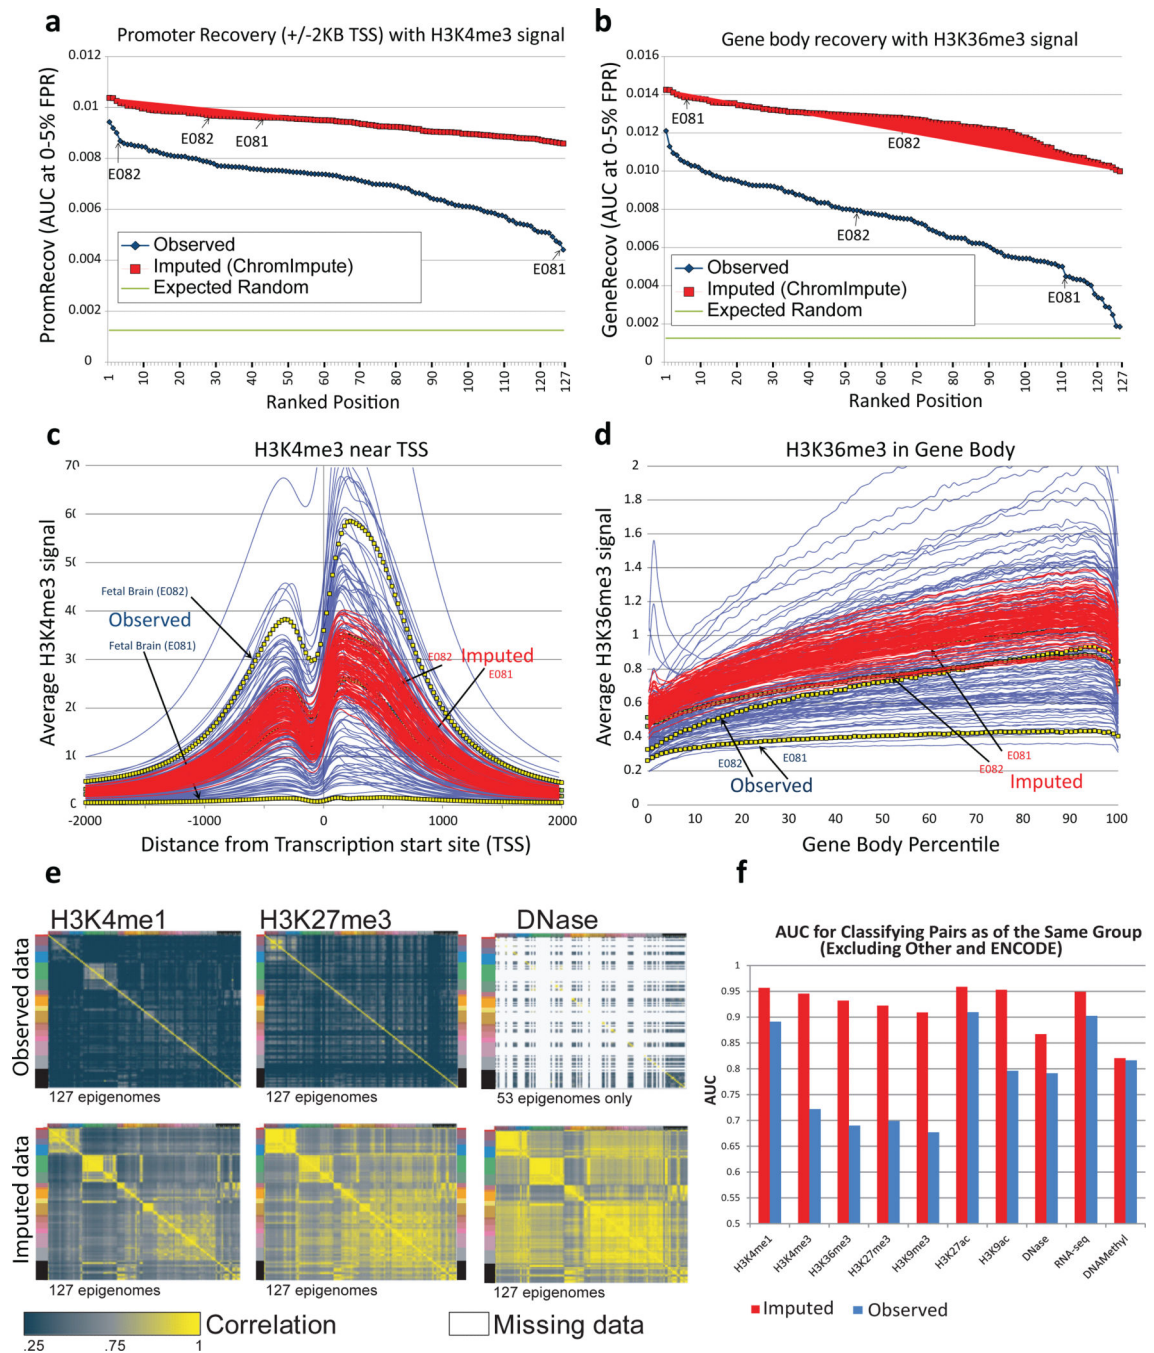 a
Promoter Recovery (+/-2KB TSS) with H3K4me3 signal
PromRecov (AUC at 0-5% FPR)
0.012
0.01
0.008
0.006
0.004
0.002
0
E082
E081
E082
E081
Observed
Imputed (ChromImpute)
Expected Random
1 10 20 30 40 50 60 70 80 90 100 110 120 127
Ranked Position
b
Gene body recovery with H3K36me3 signal
GeneRecov (AUC at 0-5% FPR)
0.016
0.014
0.012
0.010
0.008
0.006
0.004
0.002
0
E081
E082
E082
E081
Observed
Imputed (ChromImpute)
Expected Random
1 10 20 30 40 50 60 70 80 90 100 110 120 127
Ranked Position
c
H3K4me3 near TSS
Average H3K4me3 signal
70
60
50
40
30
20
10
0
Fetal Brain (E082)
Observed
Fetal Brain (E081)
E082 Imputed
E081
-2000 -1000 0 1000 2000
Distance from Transcription start site (TSS)
d
H3K36me3 in Gene Body
Average H3K36me3 signal
2
1.8
1.6
1.4
1.2
1
0.8
0.6
0.4
0.2
0
E082
E081
Observed
E081
E082
Imputed
0 10 20 30 40 50 60 70 80 90 100
Gene Body Percentile
e
H3K4me1
H3K27me3
DNase
Observed data
127 epigenomes
127 epigenomes
53 epigenomes only
Imputed data
127 epigenomes
127 epigenomes
127 epigenomes
Correlation
.25 .75 1
Missing data
f
AUC for Classifying Pairs as of the Same Group
(Excluding Other and ENCODE)
AUC
1
0.95
0.9
0.85
0.8
0.75
0.7
0.65
0.6
0.55
0.5
H3K4me1
H3K4me3
H3K36me3
H3K27me3
H3K9me3
H3K27ac
H3K9ac
DNase
RNA-seq
DNAMethyl
Imputed
Observed